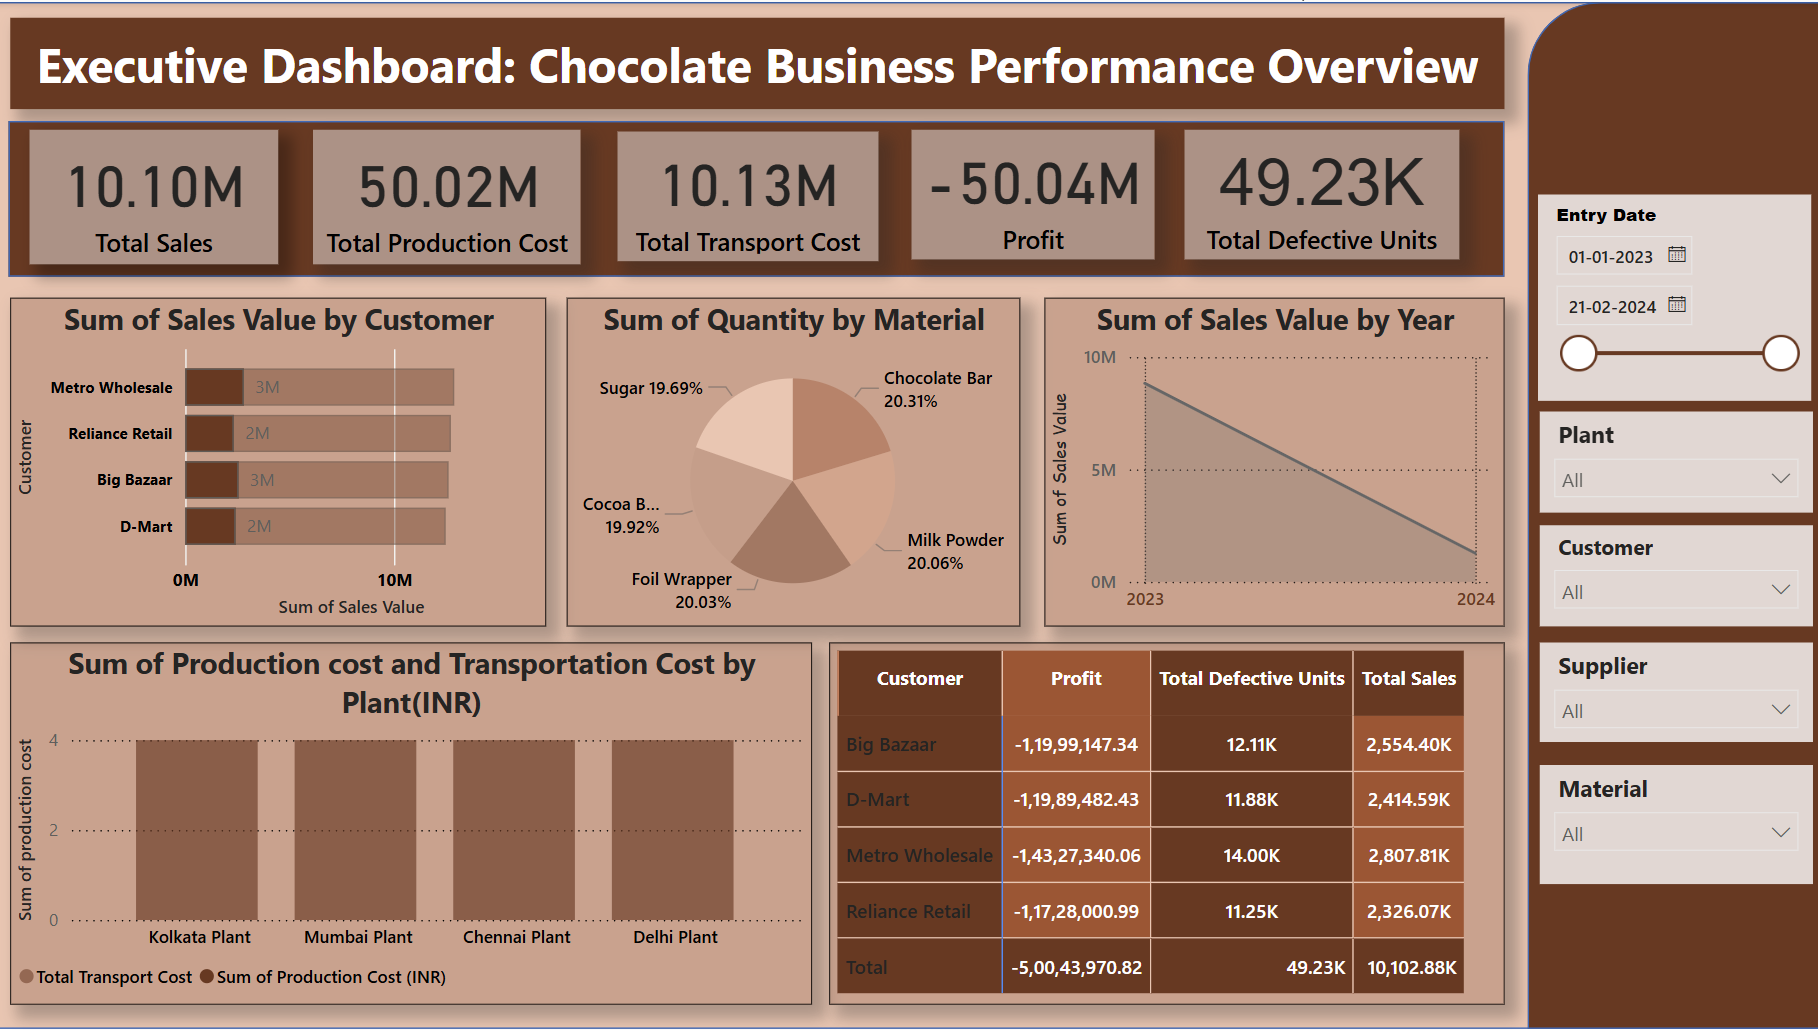 Executive Dashboard: Chocolate Business Performance Overview
10.10M
Total Sales
50.02M
Total Production Cost
10.13M
Total Transport Cost
-50.04M
Profit
49.23K
Total Defective Units
Sum of Sales Value by Customer
Customer
Metro Wholesale
3M
Reliance Retail
2M
Big Bazaar
3M
D-Mart
2M
0M 10M
Sum of Sales Value
Sum of Quantity by Material
Sugar 19.69%
Chocolate Bar
20.31%
Cocoa B...
19.92%
Milk Powder
20.06%
Foil Wrapper
20.03%
Sum of Sales Value by Year
Sum of Sales Value
10M
5M
0M
2023 2024
Sum of Production cost and Transportation Cost by
Plant(INR)
Sum of production cost
4
2
0
Kolkata Plant Mumbai Plant Chennai Plant Delhi Plant
Total Transport Cost Sum of Production Cost (INR)
Customer Profit Total Defective Units Total Sales
Big Bazaar -1,19,99,147.34 12.11K 2,554.40K
D-Mart -1,19,89,482.43 11.88K 2,414.59K
Metro Wholesale -1,43,27,340.06 14.00K 2,807.81K
Reliance Retail -1,17,28,000.99 11.25K 2,326.07K
Total -5,00,43,970.82 49.23K 10,102.88K
Entry Date
01-01-2023
21-02-2024
Plant
All
Customer
All
Supplier
All
Material
All